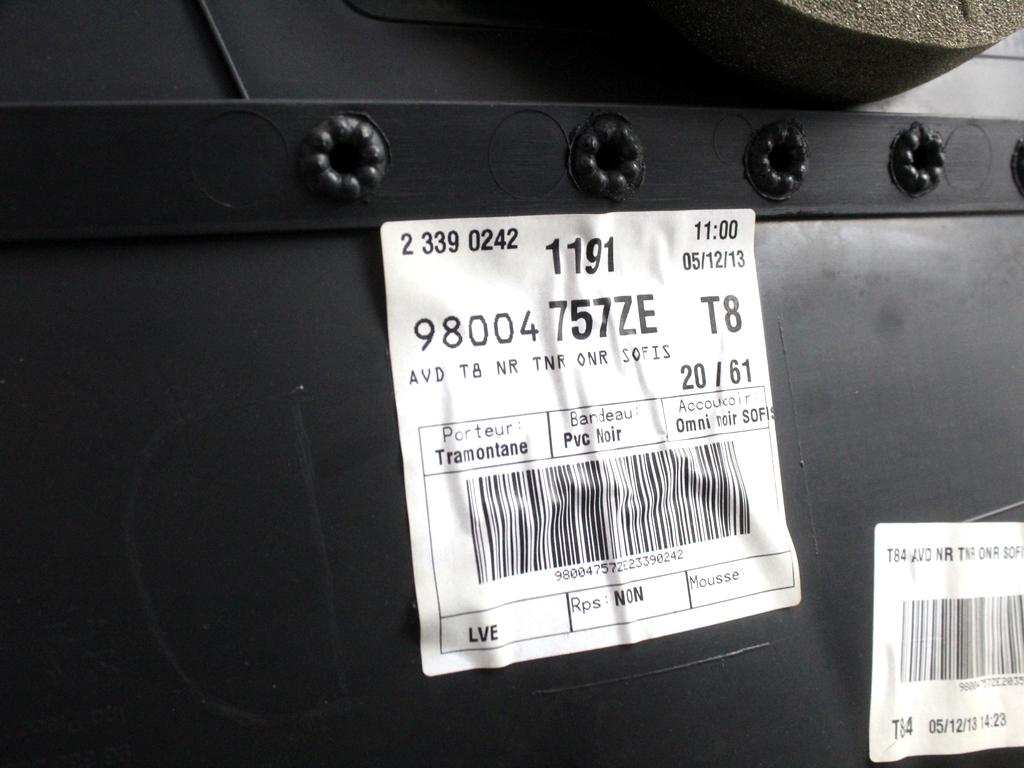 2 339 0242 1191 11:00
05/12/13
98004 757ZE T8
AVD T8 NR TNR ONR SOFIS
20 / 61
Porteur: Bandeau: Accoudoir:
Tramontane Pvc Noir Omni noir SOFIS
98004757ZE23390242
LVE Rps: NON Mousse:
T84 AVD NR TNR ONR SOFI
98004757ZE2035
T84 05/12/13 14:23